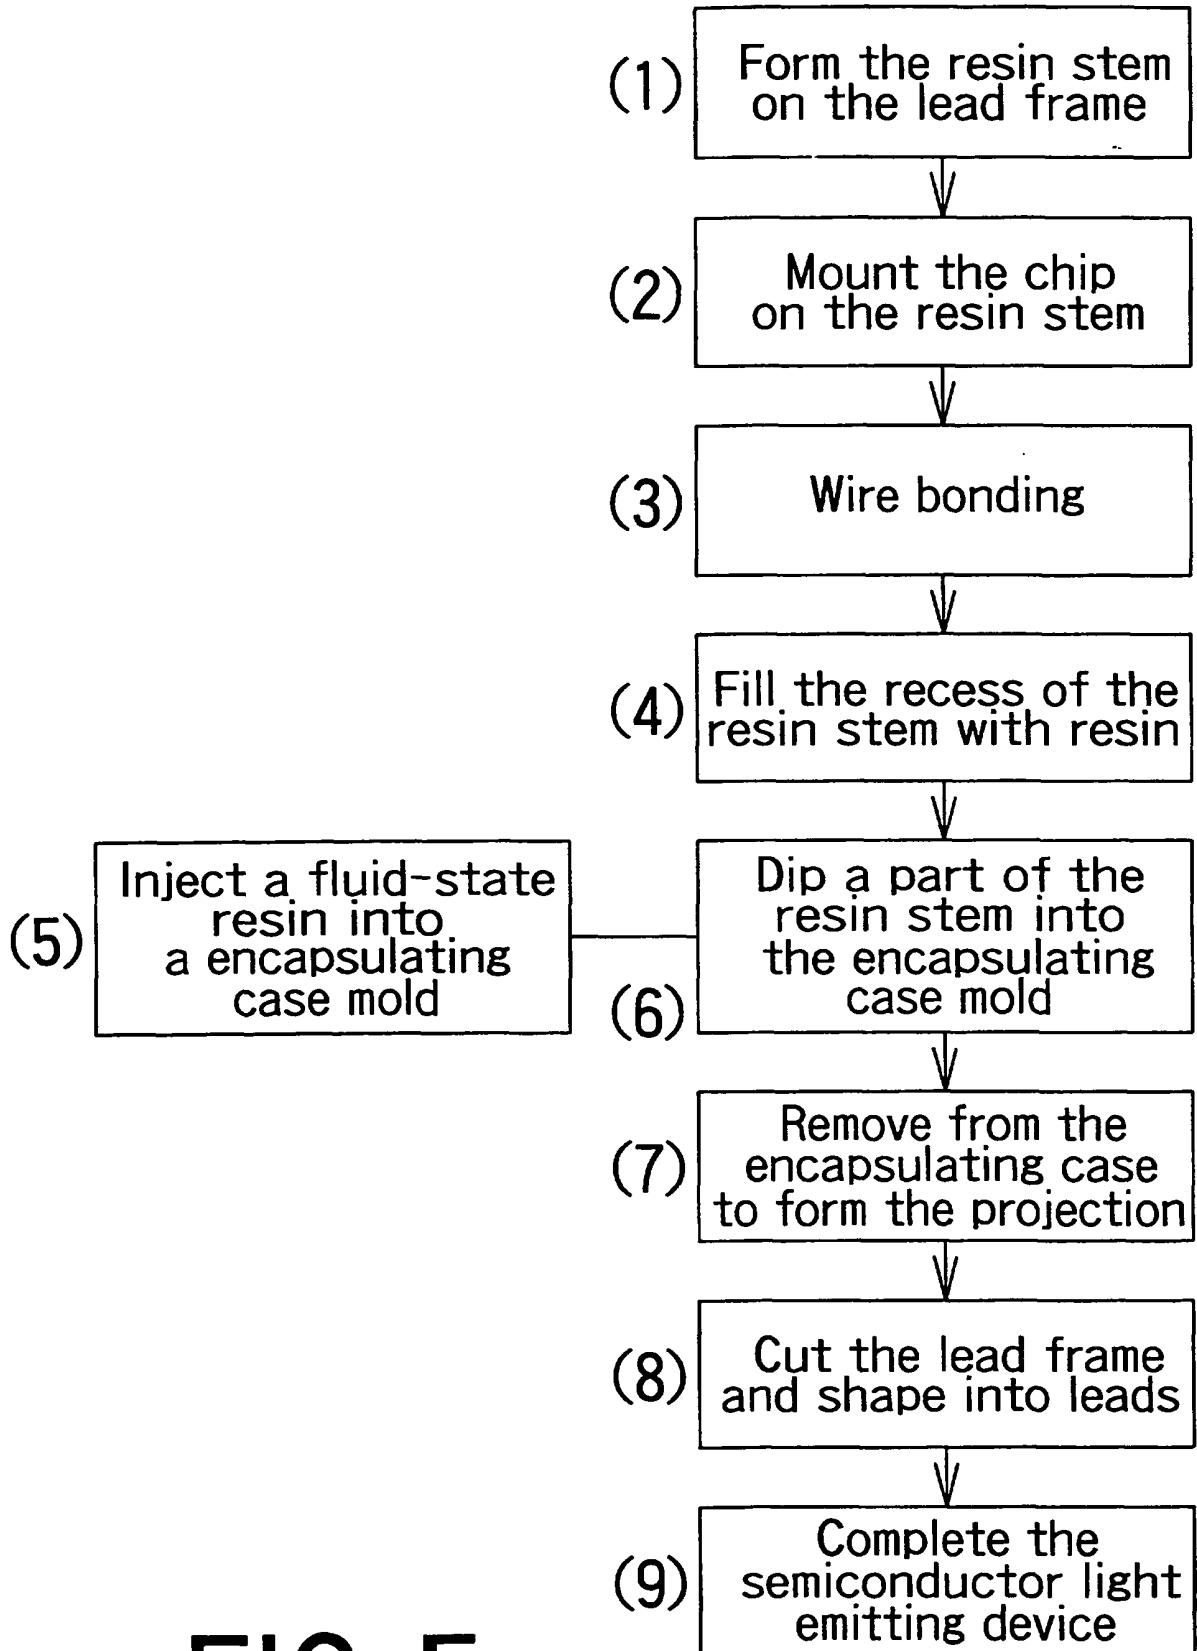 (1)
Form the resin stem
on the lead frame
(2)
Mount the chip
on the resin stem
(3)
Wire bonding
(4)
Fill the recess of the
resin stem with resin
(5)
Inject a fluid-state
resin into
a encapsulating
case mold
(6)
Dip a part of the
resin stem into
the encapsulating
case mold
(7)
Remove from the
encapsulating case
to form the projection
(8)
Cut the lead frame
and shape into leads
(9)
Complete the
semiconductor light
emitting device
FIG. 5